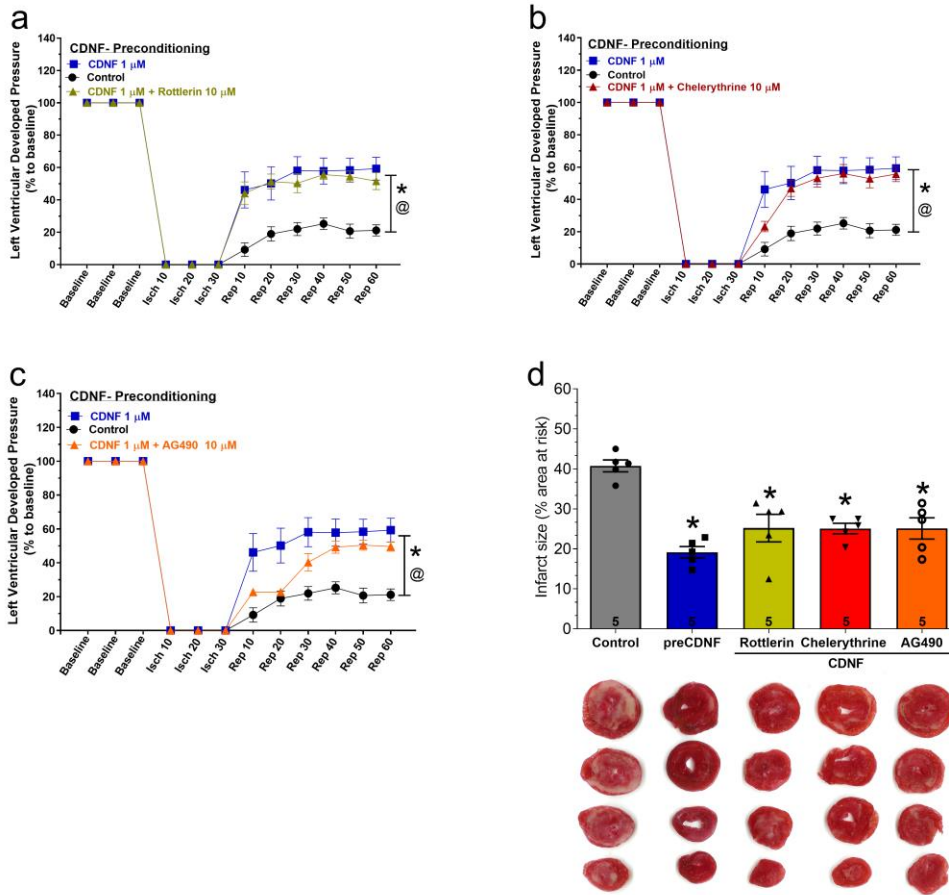 a
CDNF- Preconditioning
CDNF 1 μM
Control
CDNF 1 μM + Rottlerin 10 μM
Left Ventricular Developed Pressure
(% to baseline)
140
120
100
80
60
40
20
0
*
@
Baseline
Baseline
Baseline
Isch 10
Isch 20
Isch 30
Rep 10
Rep 20
Rep 30
Rep 40
Rep 50
Rep 60
b
CDNF- Preconditioning
CDNF 1 μM
Control
CDNF 1 μM + Chelerythrine 10 μM
Left Ventricular Developed Pressure
(% to baseline)
140
120
100
80
60
40
20
0
*
@
Baseline
Baseline
Baseline
Isch 10
Isch 20
Isch 30
Rep 10
Rep 20
Rep 30
Rep 40
Rep 50
Rep 60
c
CDNF- Preconditioning
CDNF 1 μM
Control
CDNF 1 μM + AG490 10 μM
Left Ventricular Developed Pressure
(% to baseline)
140
120
100
80
60
40
20
0
*
@
Baseline
Baseline
Baseline
Isch 10
Isch 20
Isch 30
Rep 10
Rep 20
Rep 30
Rep 40
Rep 50
Rep 60
d
Infarct size (% area at risk)
60
50
40
30
20
10
0
* * * *
5 5 5 5 5
Control preCDNF Rottlerin Chelerythrine AG490
CDNF